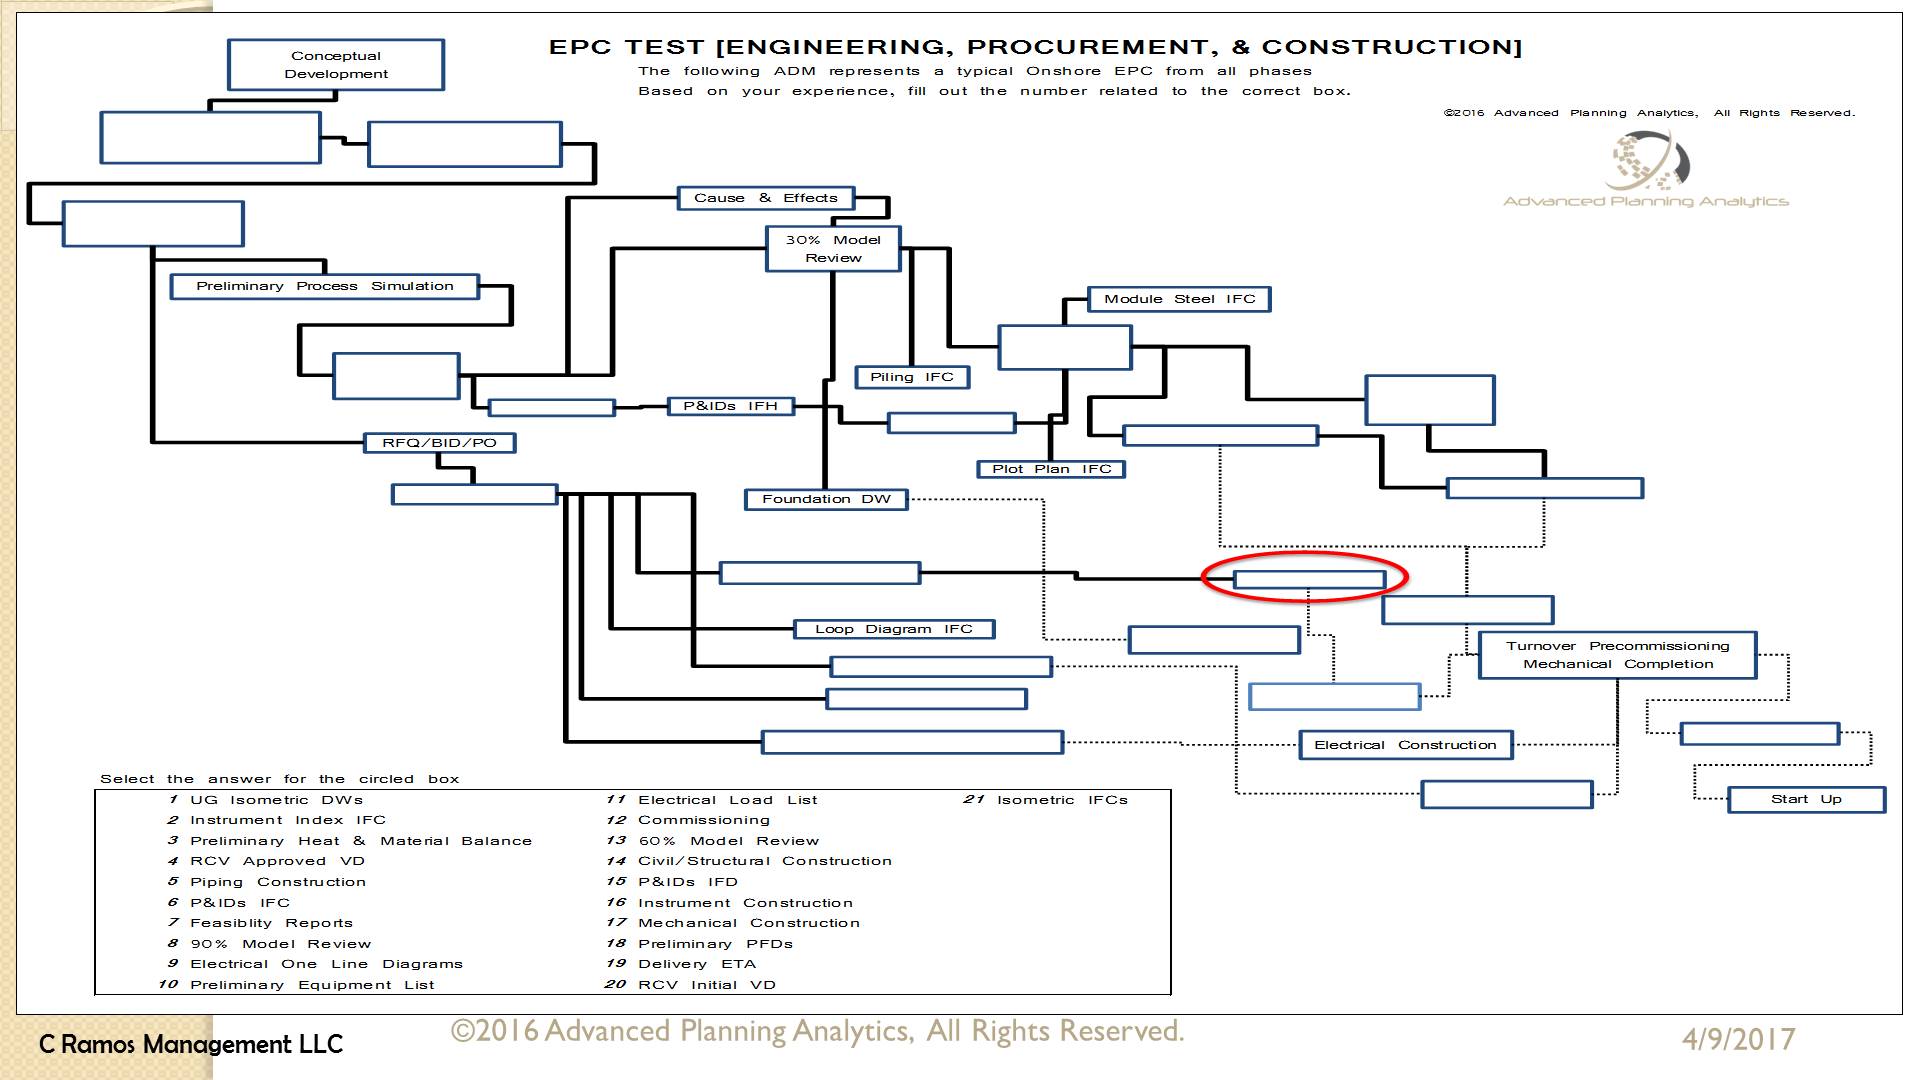 EPC TEST [ENGINEERING, PROCUREMENT, & CONSTRUCTION]
The following ADM represents a typical Onshore EPC from all phases
Based on your experience, fill out the number related to the correct box.
©2016 Advanced Planning Analytics, All Rights Reserved.
Advanced Planning Analytics
Conceptual
Development
Cause & Effects
30% Model
Review
Preliminary Process Simulation
Module Steel IFC
Piling IFC
P&IDs IFH
RFQ/BID/PO
Plot Plan IFC
Foundation DW
Loop Diagram IFC
Turnover Precommissioning
Mechanical Completion
Electrical Construction
Start Up
Select the answer for the circled box
1 UG Isometric DWs
2 Instrument Index IFC
3 Preliminary Heat & Material Balance
4 RCV Approved VD
5 Piping Construction
6 P&IDs IFC
7 Feasiblity Reports
8 90% Model Review
9 Electrical One Line Diagrams
10 Preliminary Equipment List
11 Electrical Load List
12 Commissioning
13 60% Model Review
14 Civil/Structural Construction
15 P&IDs IFD
16 Instrument Construction
17 Mechanical Construction
18 Preliminary PFDs
19 Delivery ETA
20 RCV Initial VD
21 Isometric IFCs
C Ramos Management LLC
©2016 Advanced Planning Analytics, All Rights Reserved.
4/9/2017